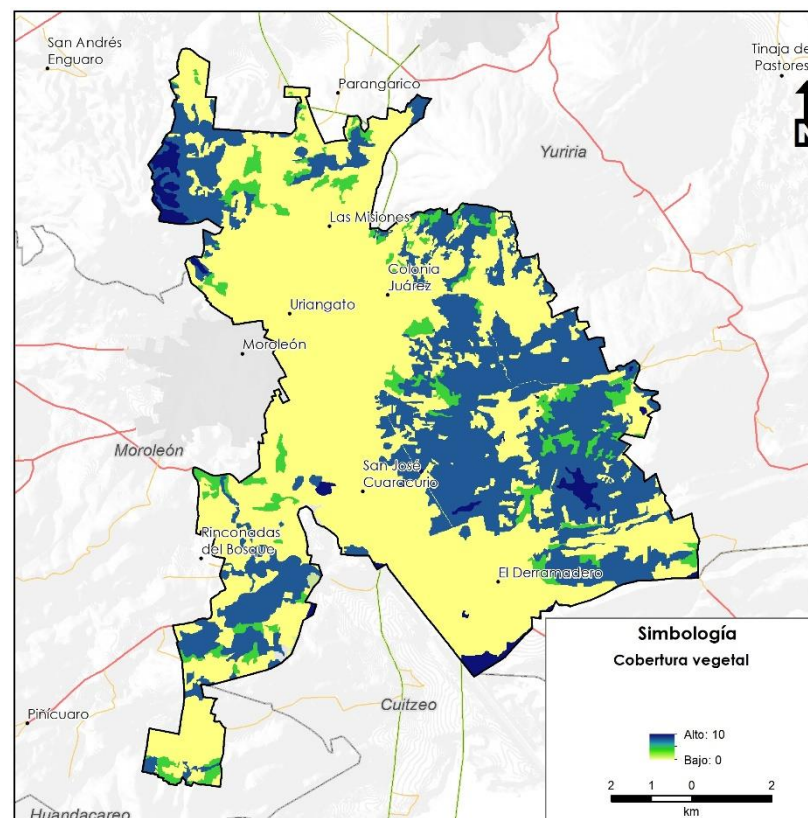 San Andrés
Enguaro
Parangarico
Tinaja de
Pastores
N
Yuriria
Las Misiones
Colonia
Juárez
Uriangato
Moroleón
Moroleón
San José
Cuaracurio
Rinconadas
del Bosque
El Derramadero
Piñícuaro
Cuitzeo
Huandacareo
Simbología
Cobertura vegetal
Alto: 10
Bajo: 0
2 1 0 2
km